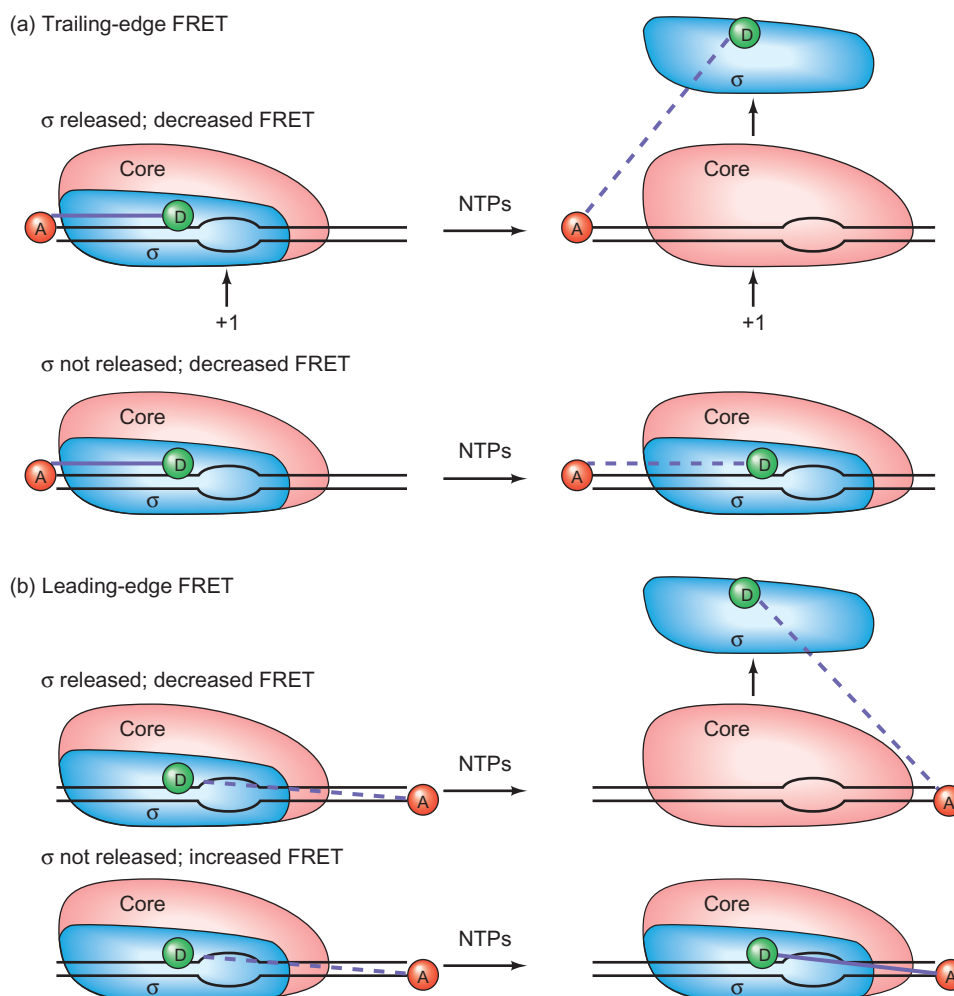 (a) Trailing-edge FRET
D
σ
σ released; decreased FRET
Core
Core
NTPs
A
D
A
σ
+1
+1
σ not released; decreased FRET
Core
Core
NTPs
A
D
A
D
σ
σ
(b) Leading-edge FRET
D
σ
σ released; decreased FRET
Core
Core
NTPs
D
A
A
σ
σ not released; increased FRET
Core
Core
NTPs
D
A
D
A
σ
σ